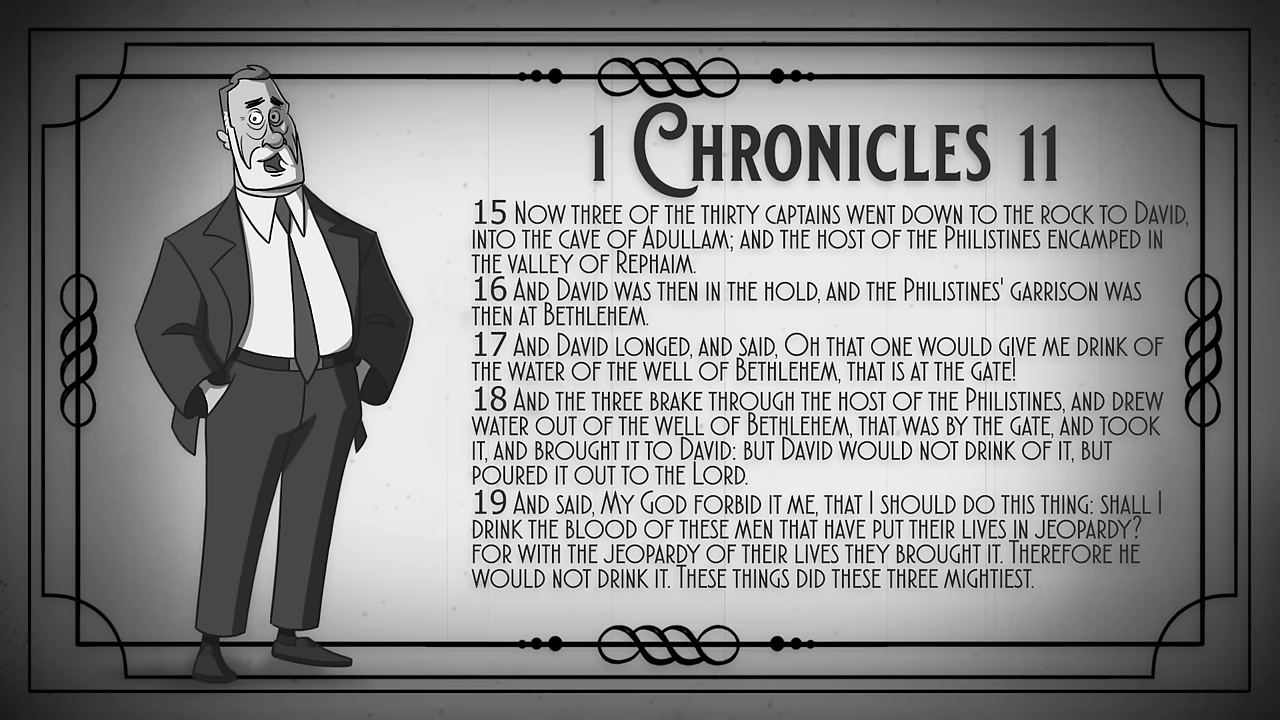 1 Chronicles 11
15 Now three of the thirty captains went down to the rock to David,
into the cave of Adullam; and the host of the Philistines encamped in
the valley of Rephaim.
16 And David was then in the hold, and the Philistines' garrison was
then at Bethlehem.
17 And David longed, and said, Oh that one would give me drink of
the water of the well of Bethlehem, that is at the gate!
18 And the three brake through the host of the Philistines, and drew
water out of the well of Bethlehem, that was by the gate, and took
it, and brought it to David: but David would not drink of it, but
poured it out to the Lord.
19 And said, My God forbid it me, that I should do this thing: shall I
drink the blood of these men that have put their lives in jeopardy?
for with the jeopardy of their lives they brought it. Therefore he
would not drink it. These things did these three mightiest.